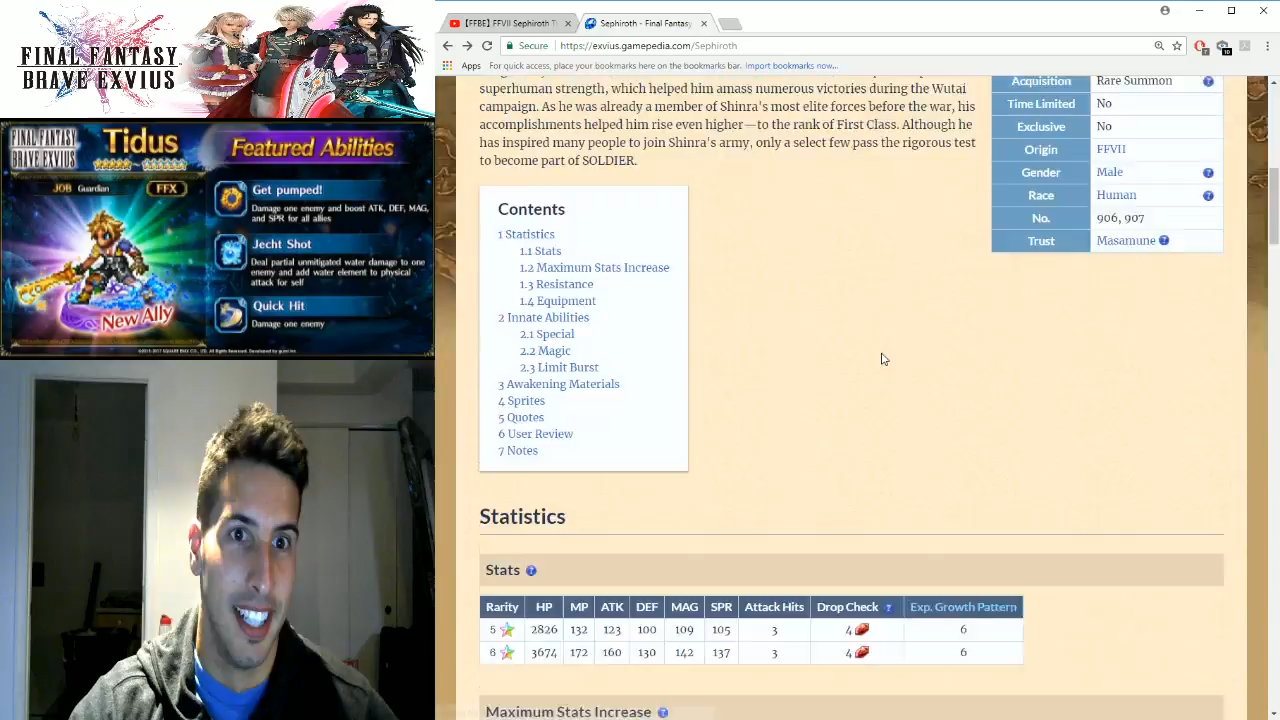 FINAL FANTASY
BRAVE EXVIUS
FINAL FANTASY
BRAVE EXVIUS
Tidus
JOB Guardian
FFX
New Ally
Featured Abilities
Get pumped!
Damage one enemy and boost ATK, DEF, MAG,
and SPR for all allies
Jecht Shot
Deal partial unmitigated water damage to one
enemy and add water element to physical
attack for self
Quick Hit
Damage one enemy
【FFBE】 FFVII Sephiroth T
Sephiroth - Final Fantasy
Secure
https://exvius.gamepedia.com/Sephiroth
Apps
For quick access, place your bookmarks here on the bookmarks bar. Import bookmarks now...
superhuman strength, which helped him amass numerous victories during the Wutai
campaign. As he was already a member of Shinra's most elite forces before the war, his
accomplishments helped him rise even higher—to the rank of First Class. Although he
has inspired many people to join Shinra's army, only a select few pass the rigorous test
to become part of SOLDIER.
Acquisition Rare Summon
Time Limited No
Exclusive No
Origin FFVII
Gender Male
Race Human
No. 906, 907
Trust Masamune
Contents
1 Statistics
1.1 Stats
1.2 Maximum Stats Increase
1.3 Resistance
1.4 Equipment
2 Innate Abilities
2.1 Special
2.2 Magic
2.3 Limit Burst
3 Awakening Materials
4 Sprites
5 Quotes
6 User Review
7 Notes
Statistics
Stats
Rarity HP MP ATK DEF MAG SPR Attack Hits Drop Check Exp. Growth Pattern
5 2826 132 123 100 109 105 3 4 6
6 3674 172 160 130 142 137 3 4 6
Maximum Stats Increase